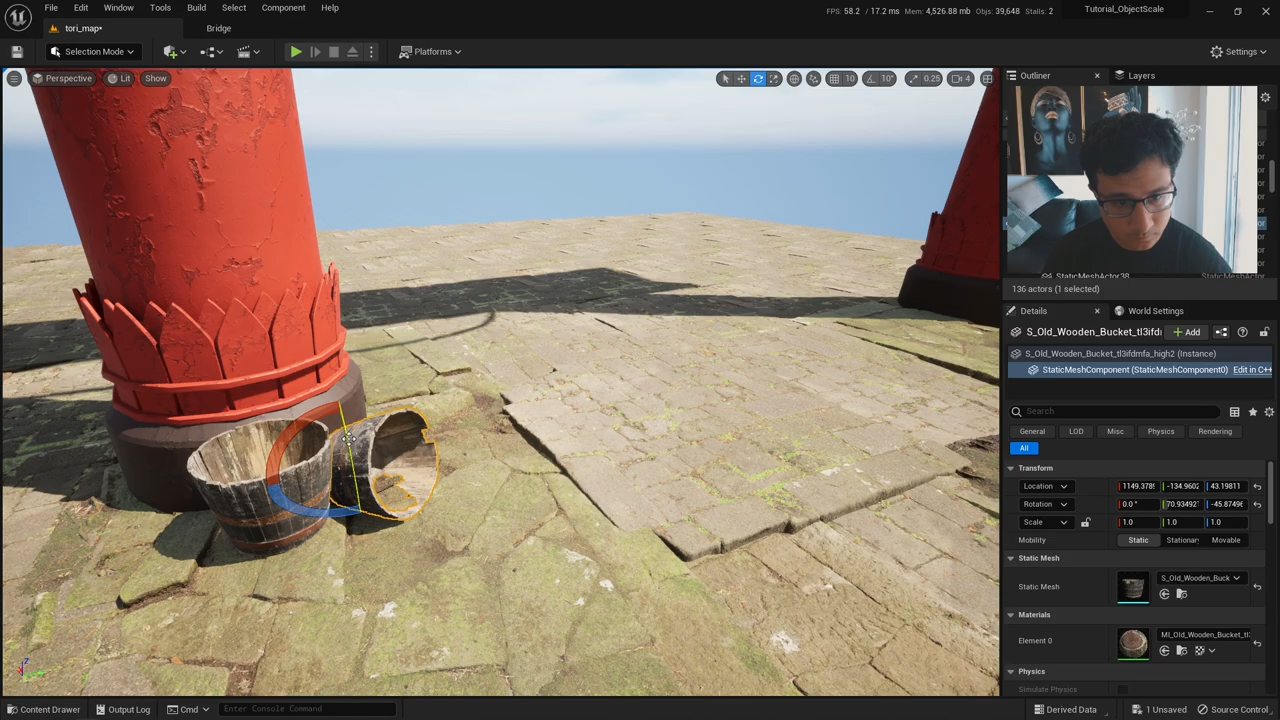 File Edit Window Tools Build Select Component Help
FPS: 58.2 / 17.2 ms Mem: 4,526.88 mb Objs: 39,648 Stalls: 2
Tutorial_ObjectScale
tori_map*
Bridge
Selection Mode
Platforms
Settings
Perspective
Lit
Show
10
10°
0.25
4
Outliner
Layers
StaticMeshActor38
StaticMeshActor
136 actors (1 selected)
Details
World Settings
S_Old_Wooden_Bucket_tl3ifdmfa
Add
S_Old_Wooden_Bucket_tl3ifdmfa_high2 (Instance)
StaticMeshComponent (StaticMeshComponent0) Edit in C++
Search
General LOD Misc Physics Rendering
All
Transform
Location 1149.3785 -134.9602 43.19811
Rotation 0.0 ° 70.93492° -45.87496
Scale 1.0 1.0 1.0
Mobility Static Stationary Movable
Static Mesh
Static Mesh
S_Old_Wooden_Buck
Materials
Element 0
MI_Old_Wooden_Bucket_tl3
Physics
Simulate Physics
Content Drawer
Output Log
Cmd
Enter Console Command
Derived Data
1 Unsaved
Source Control